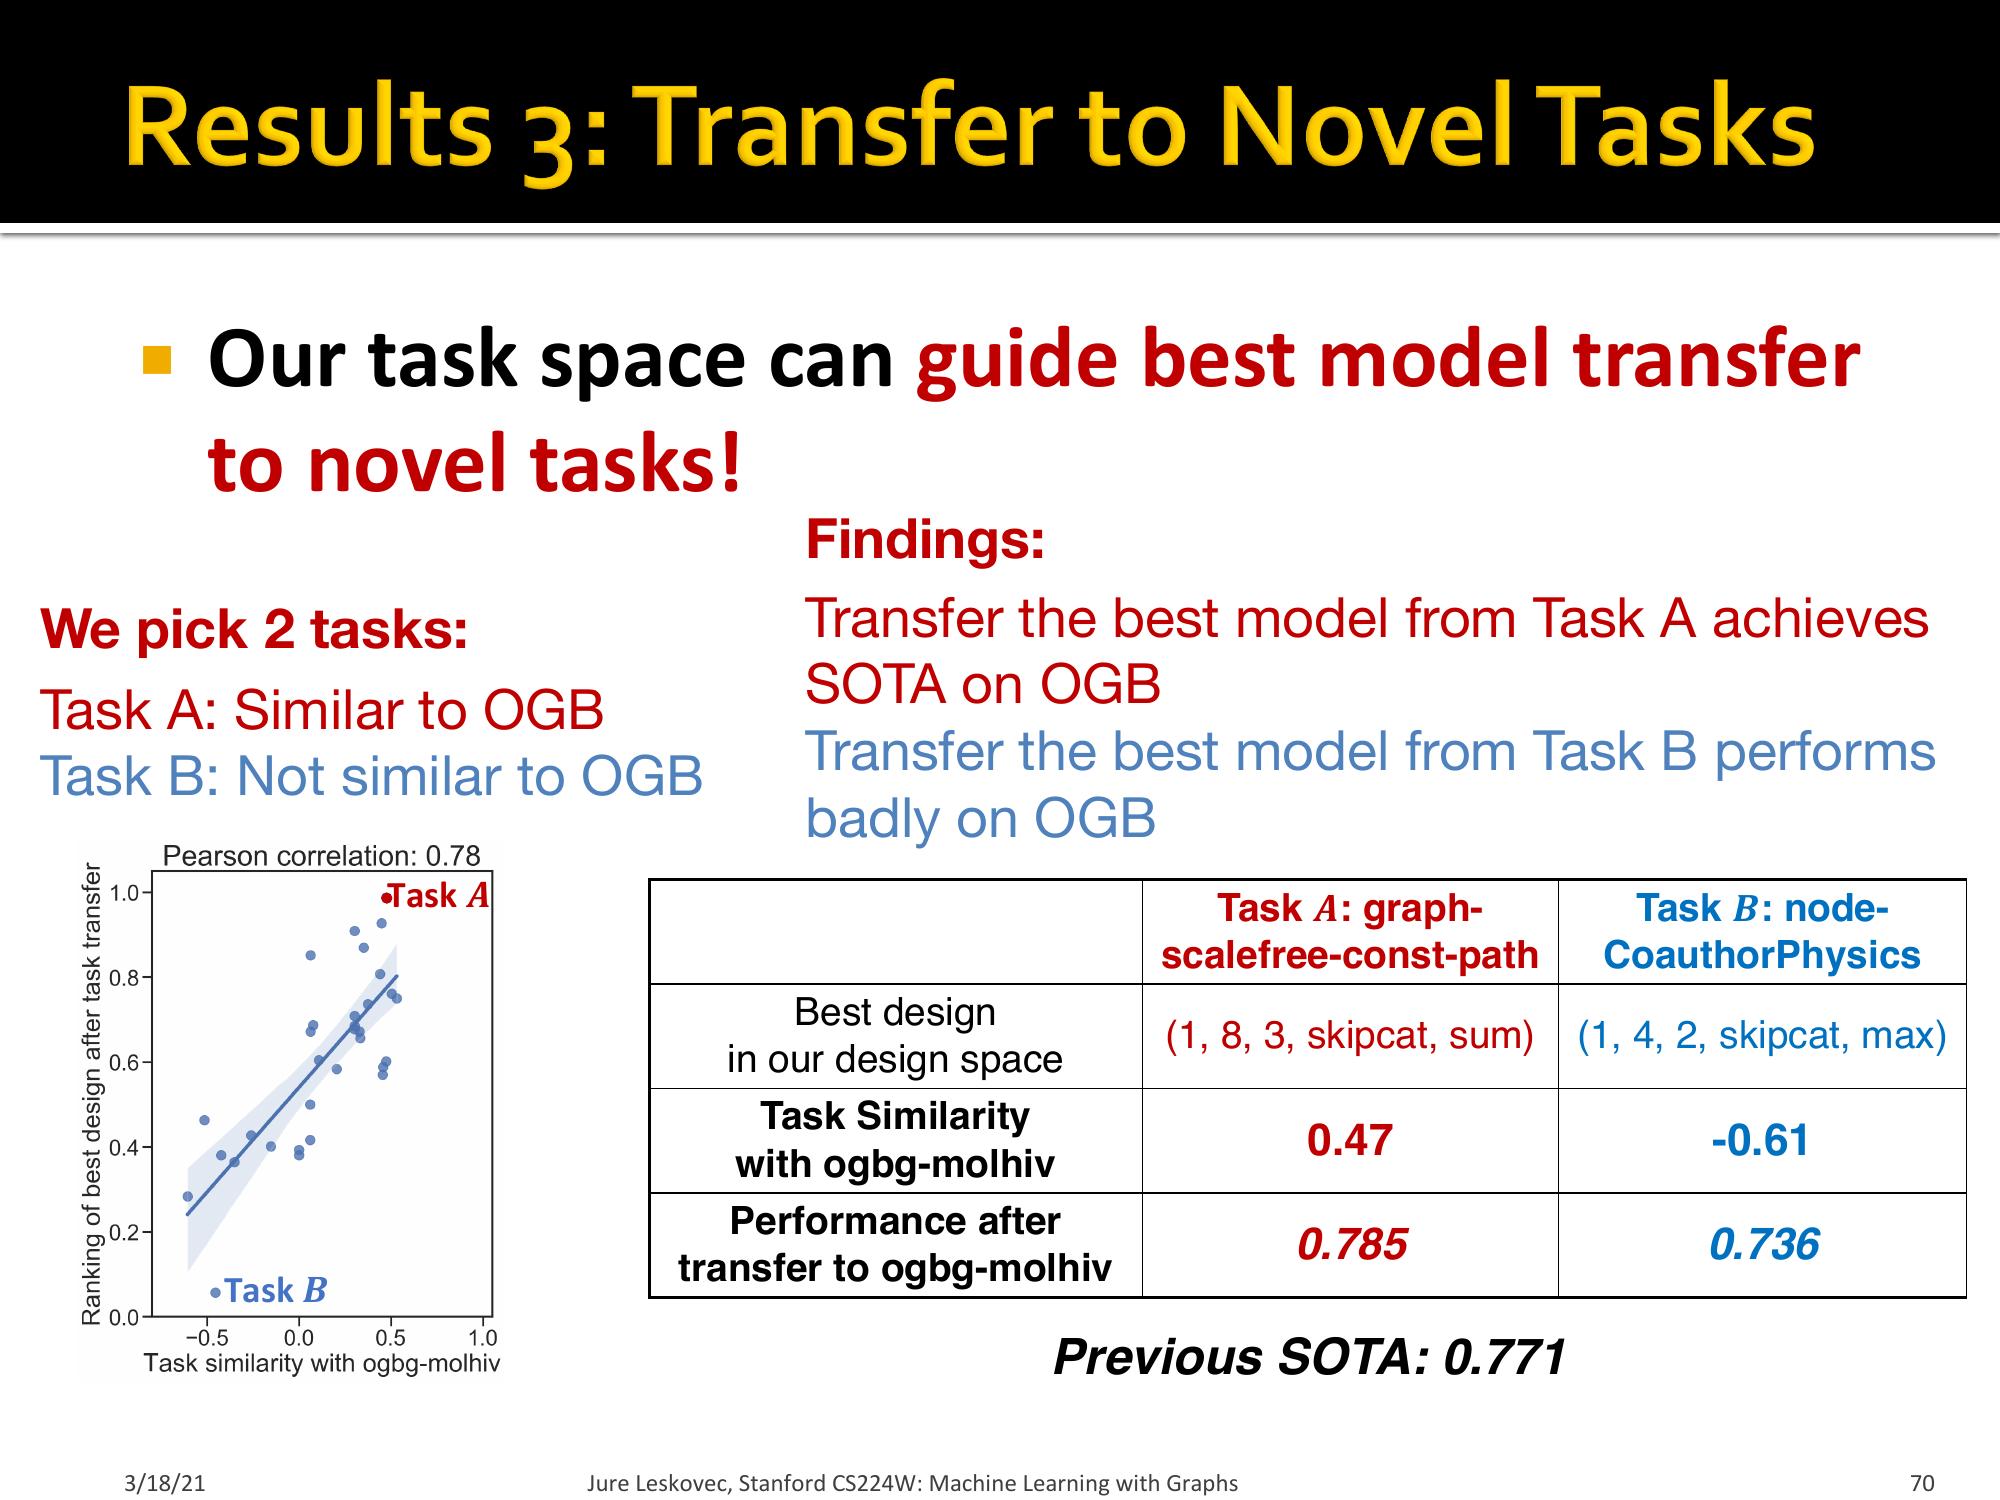 Results 3: Transfer to Novel Tasks
■ Our task space can guide best model transfer
to novel tasks!
We pick 2 tasks:
Task A: Similar to OGB
Task B: Not similar to OGB
Findings:
Transfer the best model from Task A achieves
SOTA on OGB
Transfer the best model from Task B performs
badly on OGB
Pearson correlation: 0.78
Ranking of best design after task transfer
1.0
0.8
0.6
0.4
0.2
0.0
Task A
Task B
−0.5 0.0 0.5 1.0
Task similarity with ogbg-molhiv
Task A: graph-
scalefree-const-path
Task B: node-
CoauthorPhysics
Best design
in our design space
(1, 8, 3, skipcat, sum)
(1, 4, 2, skipcat, max)
Task Similarity
with ogbg-molhiv
0.47
-0.61
Performance after
transfer to ogbg-molhiv
0.785
0.736
Previous SOTA: 0.771
3/18/21
Jure Leskovec, Stanford CS224W: Machine Learning with Graphs
70